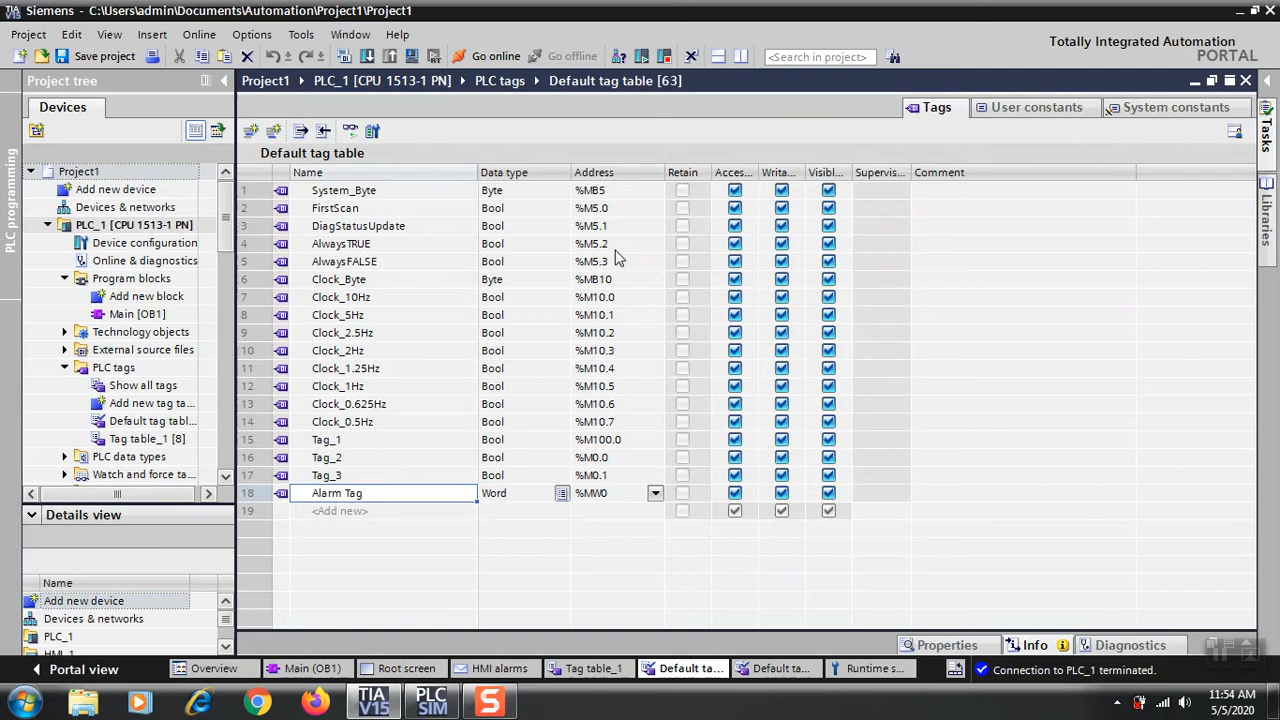 TIA V15 Siemens - C:\Users\admin\Documents\Automation\Project1\Project1
Project Edit View Insert Online Options Tools Window Help
Totally Integrated Automation
PORTAL
Save project Go online Go offline <Search in project>
Project tree
Project1 PLC_1 [CPU 1513-1 PN] PLC tags Default tag table [63]
Devices
Tags User constants System constants
PLC programming
Tasks
Libraries
Default tag table
Project1
Add new device
Devices & networks
PLC_1 [CPU 1513-1 PN]
Device configuration
Online & diagnostics
Program blocks
Add new block
Main [OB1]
Technology objects
External source files
PLC tags
Show all tags
Add new tag ta...
Default tag tabl...
Tag table_1 [8]
PLC data types
Watch and force ta...
Name Data type Address Retain Acces... Writa... Visibl... Supervis... Comment
1 System_Byte Byte %MB5
2 FirstScan Bool %M5.0
3 DiagStatusUpdate Bool %M5.1
4 AlwaysTRUE Bool %M5.2
5 AlwaysFALSE Bool %M5.3
6 Clock_Byte Byte %MB10
7 Clock_10Hz Bool %M10.0
8 Clock_5Hz Bool %M10.1
9 Clock_2.5Hz Bool %M10.2
10 Clock_2Hz Bool %M10.3
11 Clock_1.25Hz Bool %M10.4
12 Clock_1Hz Bool %M10.5
13 Clock_0.625Hz Bool %M10.6
14 Clock_0.5Hz Bool %M10.7
15 Tag_1 Bool %M100.0
16 Tag_2 Bool %M0.0
17 Tag_3 Bool %M0.1
18 Alarm Tag Word %MW0
19 <Add new>
Details view
Name
Add new device
Devices & networks
PLC_1
HMI_1
Properties Info Diagnostics
Portal view Overview Main (OB1) Root screen HMI alarms Tag table_1 Default ta... Default ta... Runtime s... Connection to PLC_1 terminated.
TIA V15
PLC SIM
S
11:54 AM
5/5/2020